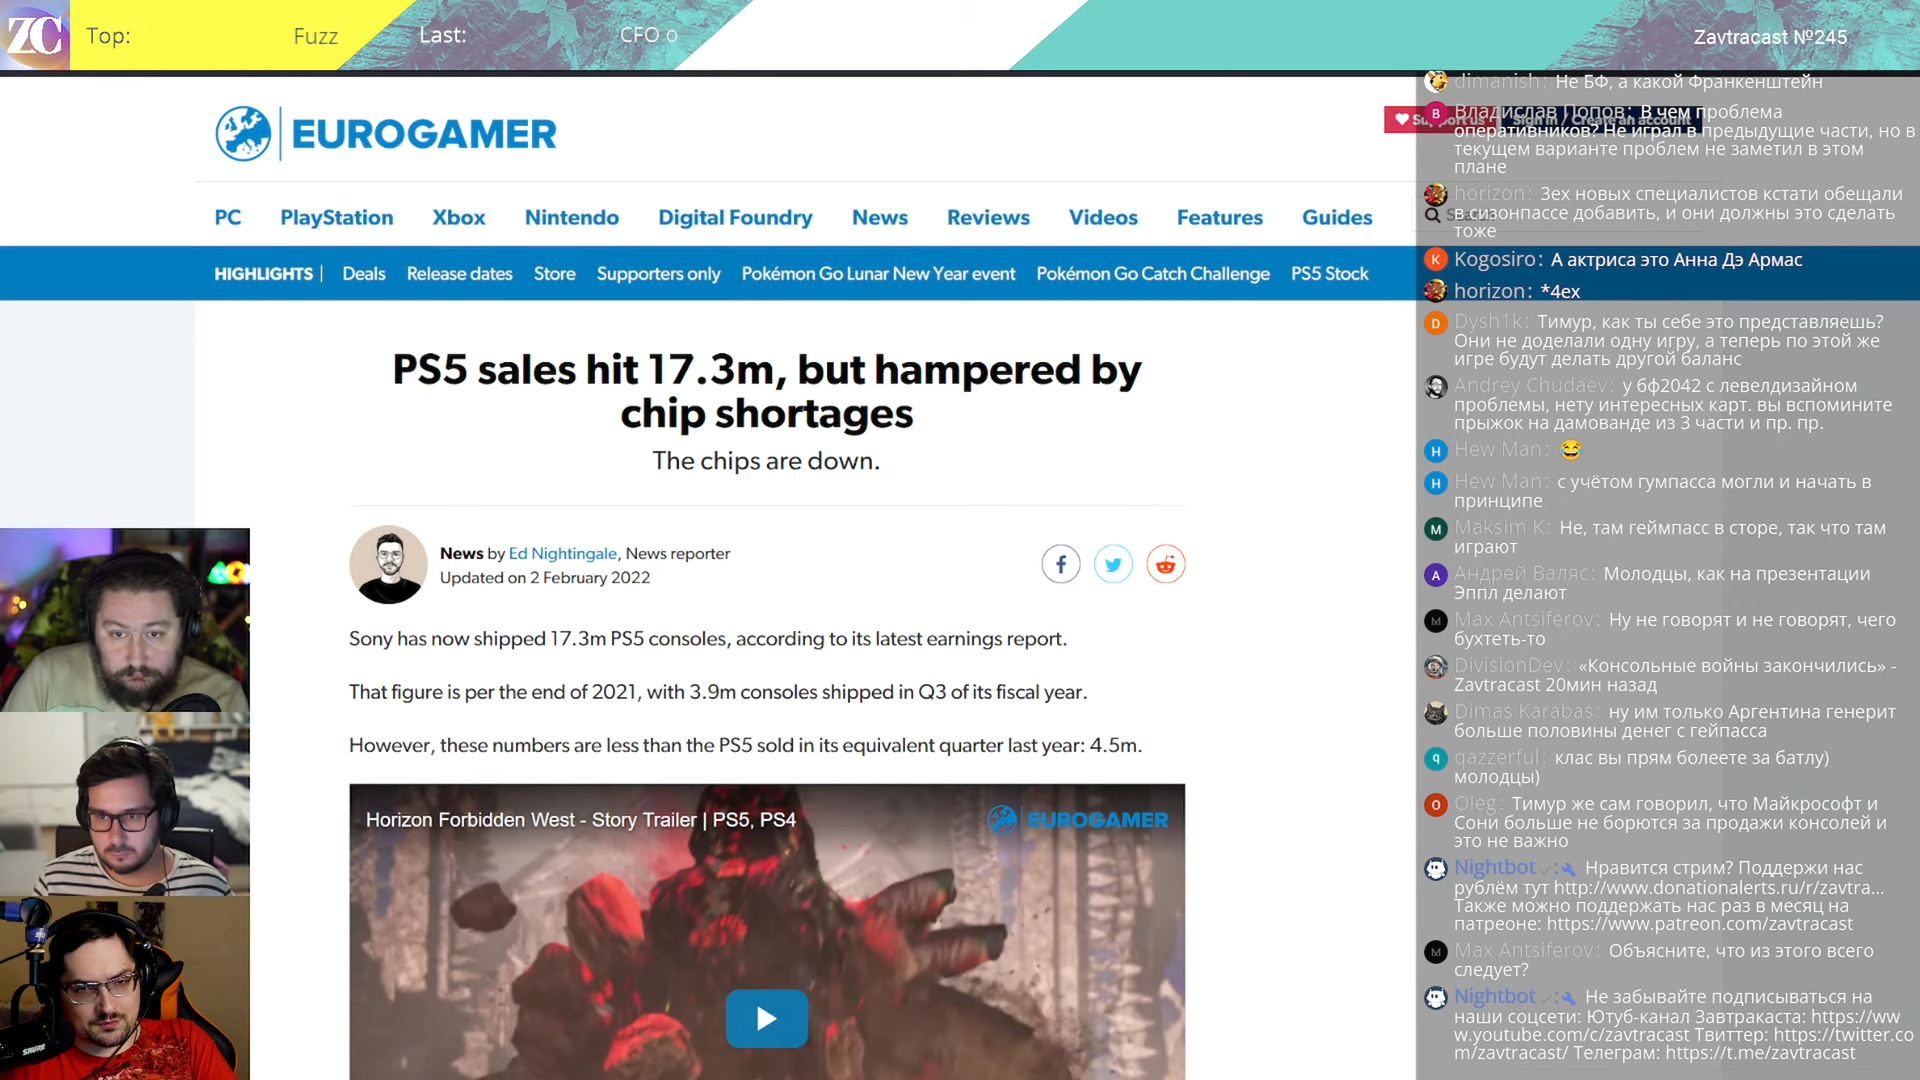 ZC Top: Fuzz Last: CFO o Zavtracast №245
EUROGAMER
Support us Sign in / Create an account
PC PlayStation Xbox Nintendo Digital Foundry News Reviews Videos Features Guides
HIGHLIGHTS | Deals Release dates Store Supporters only Pokémon Go Lunar New Year event Pokémon Go Catch Challenge PS5 Stock
PS5 sales hit 17.3m, but hampered by
chip shortages
The chips are down.
News by Ed Nightingale, News reporter
Updated on 2 February 2022
Sony has now shipped 17.3m PS5 consoles, according to its latest earnings report.
That figure is per the end of 2021, with 3.9m consoles shipped in Q3 of its fiscal year.
However, these numbers are less than the PS5 sold in its equivalent quarter last year: 4.5m.
Horizon Forbidden West - Story Trailer | PS5, PS4
EUROGAMER
SHURE
dimanish: Не БФ, а какой Франкенштейн
Владислав Попов: В чем проблема
оперативников? Не играл в предыдущие части, но в
текущем варианте проблем не заметил в этом
плане
horizon: 3ех новых специалистов кстати обещали
в сизонпассе добавить, и они должны это сделать
тоже
Kogosiro: А актриса это Анна Дэ Армас
horizon: *4ех
Dysh1k: Тимур, как ты себе это представляешь?
Они не доделали одну игру, а теперь по этой же
игре будут делать другой баланс
Andrey Chudaev: у бф2042 с левелдизайном
проблемы, нету интересных карт. вы вспомните
прыжок на дамованде из 3 части и пр. пр.
Hew Man: 😂
Hew Man: с учётом гумпасса могли и начать в
принципе
Maksim K: Не, там геймпасс в сторе, так что там
играют
Андрей Валяс: Молодцы, как на презентации
Эппл делают
Max Antsiferov: Ну не говорят и не говорят, чего
бухтеть-то
DivisionDev: «Консольные войны закончились» -
Zavtracast 20мин назад
Dimas Karabas: ну им только Аргентина генерит
больше половины денег с гейпасса
qazzerful: клас вы прям болеете за батлу)
молодцы)
Oleg: Тимур же сам говорил, что Майкрософт и
Сони больше не борются за продажи консолей и
это не важно
Nightbot: Нравится стрим? Поддержи нас
рублём тут http://www.donationalerts.ru/r/zavtra...
Также можно поддержать нас раз в месяц на
патреоне: https://www.patreon.com/zavtracast
Max Antsiferov: Объясните, что из этого всего
следует?
Nightbot: Не забывайте подписываться на
наши соцсети: Ютуб-канал Завтракаста: https://ww
w.youtube.com/c/zavtracast Твиттер: https://twitter.co
m/zavtracast/ Телеграм: https://t.me/zavtracast